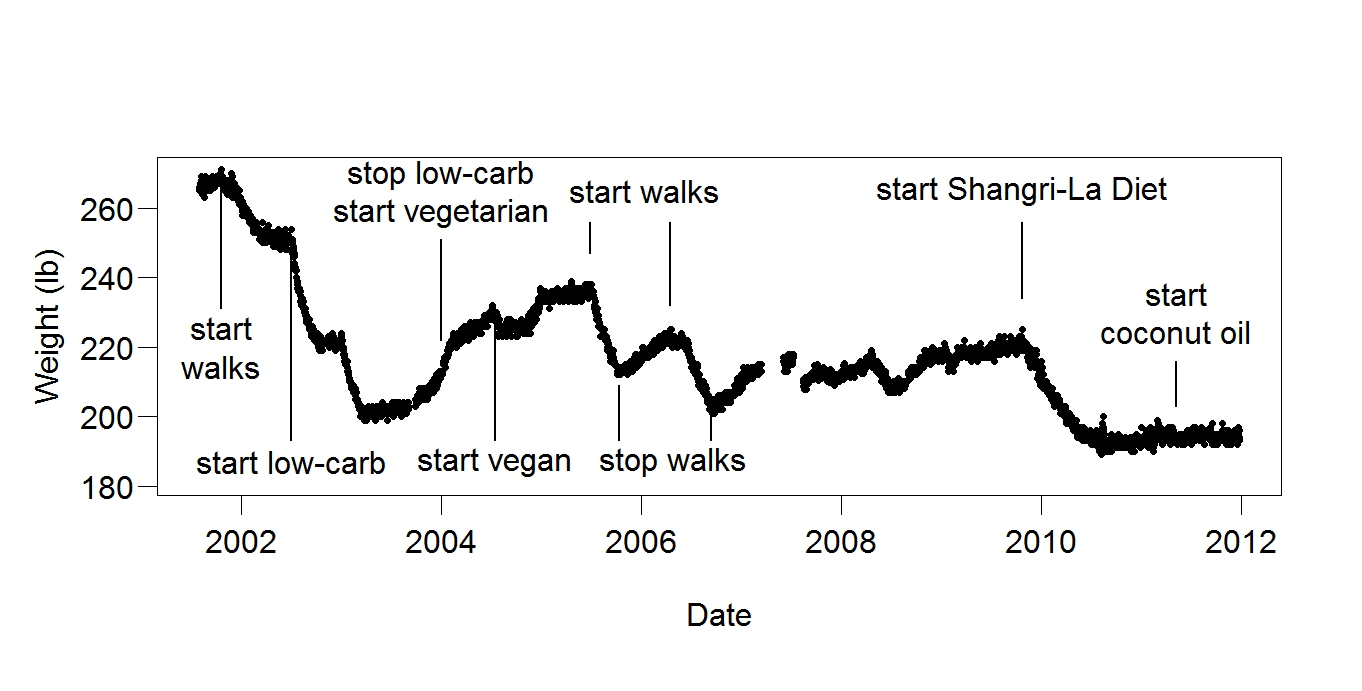 stop low-carb
start vegetarian
start walks
start Shangri-La Diet
start
walks
start
coconut oil
start low-carb
start vegan
stop walks
Weight (lb)
260
240
220
200
180
2002
2004
2006
2008
2010
2012
Date